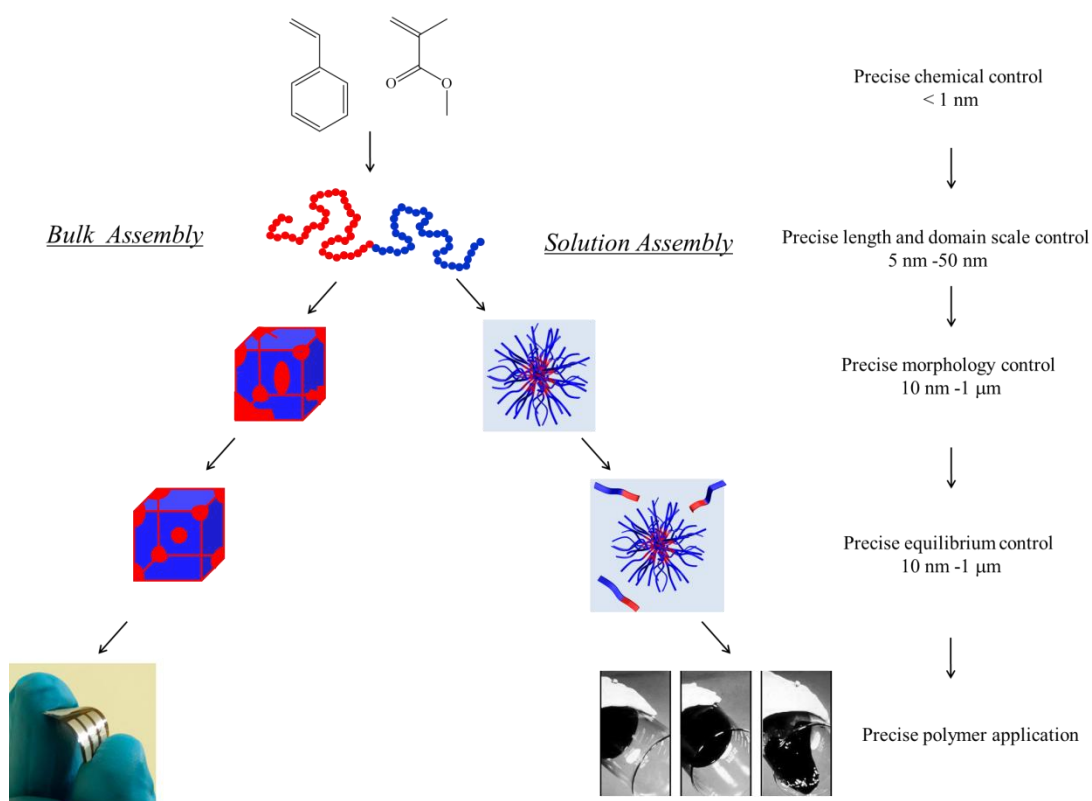 O
O
Precise chemical control
< 1 nm
Bulk Assembly
Solution Assembly
Precise length and domain scale control
5 nm -50 nm
Precise morphology control
10 nm -1 μm
Precise equilibrium control
10 nm -1 μm
Precise polymer application